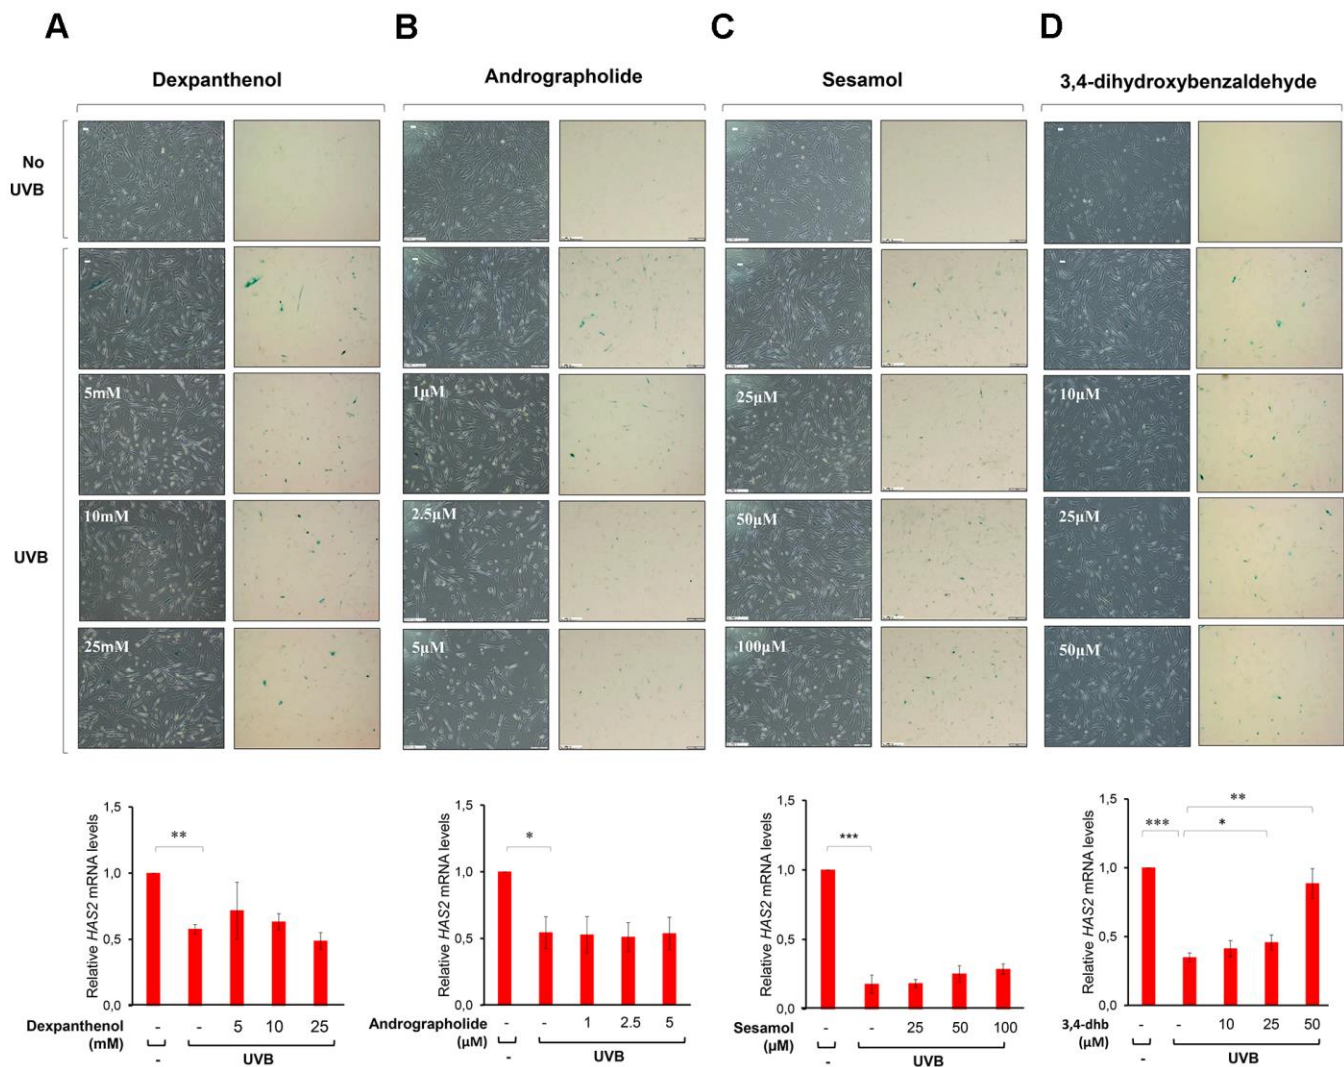 A B C D
Dexpanthenol Andrographolide Sesamol 3,4-dihydroxybenzaldehyde
No
UVB
5mM 1µM 25µM 10µM
10mM 2.5µM 50µM 25µM
UVB
25mM 5µM 100µM 50µM
Relative HAS2 mRNA levels
1,5
1,0
0,5
0,0
**
Dexpanthenol - - 5 10 25
(mM)
- UVB
Relative HAS2 mRNA levels
1,5
1,0
0,5
0,0
*
Andrographolide - - 1 2.5 5
(µM)
- UVB
Relative HAS2 mRNA levels
1,5
1,0
0,5
0,0
***
Sesamol - - 25 50 100
(µM)
- UVB
Relative HAS2 mRNA levels
1,5
1,0
0,5
0,0
**
*** *
3,4-dhb - - 10 25 50
(µM)
- UVB